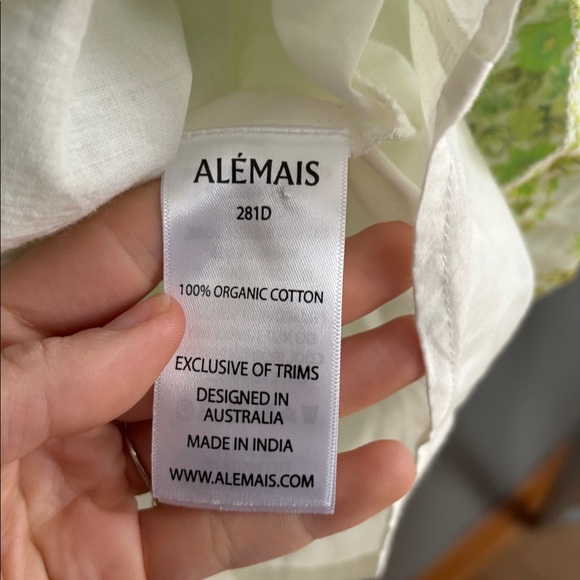 ALÉMAIS
281D
100% ORGANIC COTTON
EXCLUSIVE OF TRIMS
DESIGNED IN
AUSTRALIA
MADE IN INDIA
WWW.ALEMAIS.COM